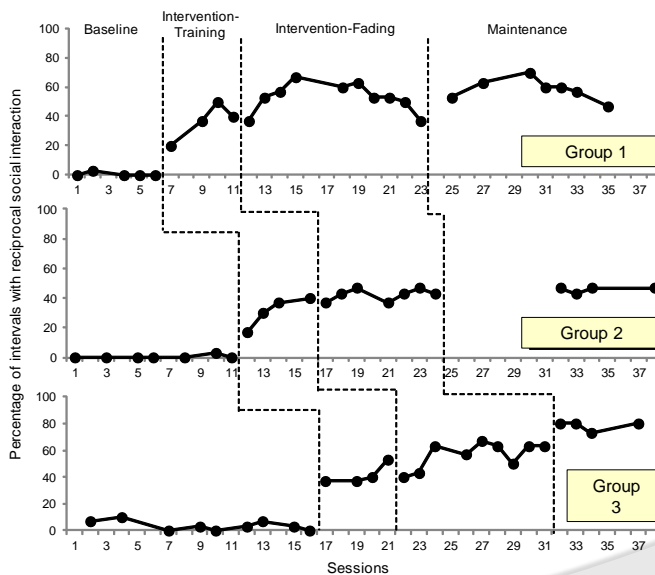 Baseline
Intervention-
Training
Intervention-Fading
Maintenance
Percentage of intervals with reciprocal social interaction
100
80
60
40
20
0
1 3 5 7 9 11 13 15 17 19 21 23 25 27 29 31 33 35 37
Group 1
100
80
60
40
20
0
1 3 5 7 9 11 13 15 17 19 21 23 25 27 29 31 33 35 37
Group 2
100
80
60
40
20
0
1 3 5 7 9 11 13 15 17 19 21 23 25 27 29 31 33 35 37
Group
3
Sessions